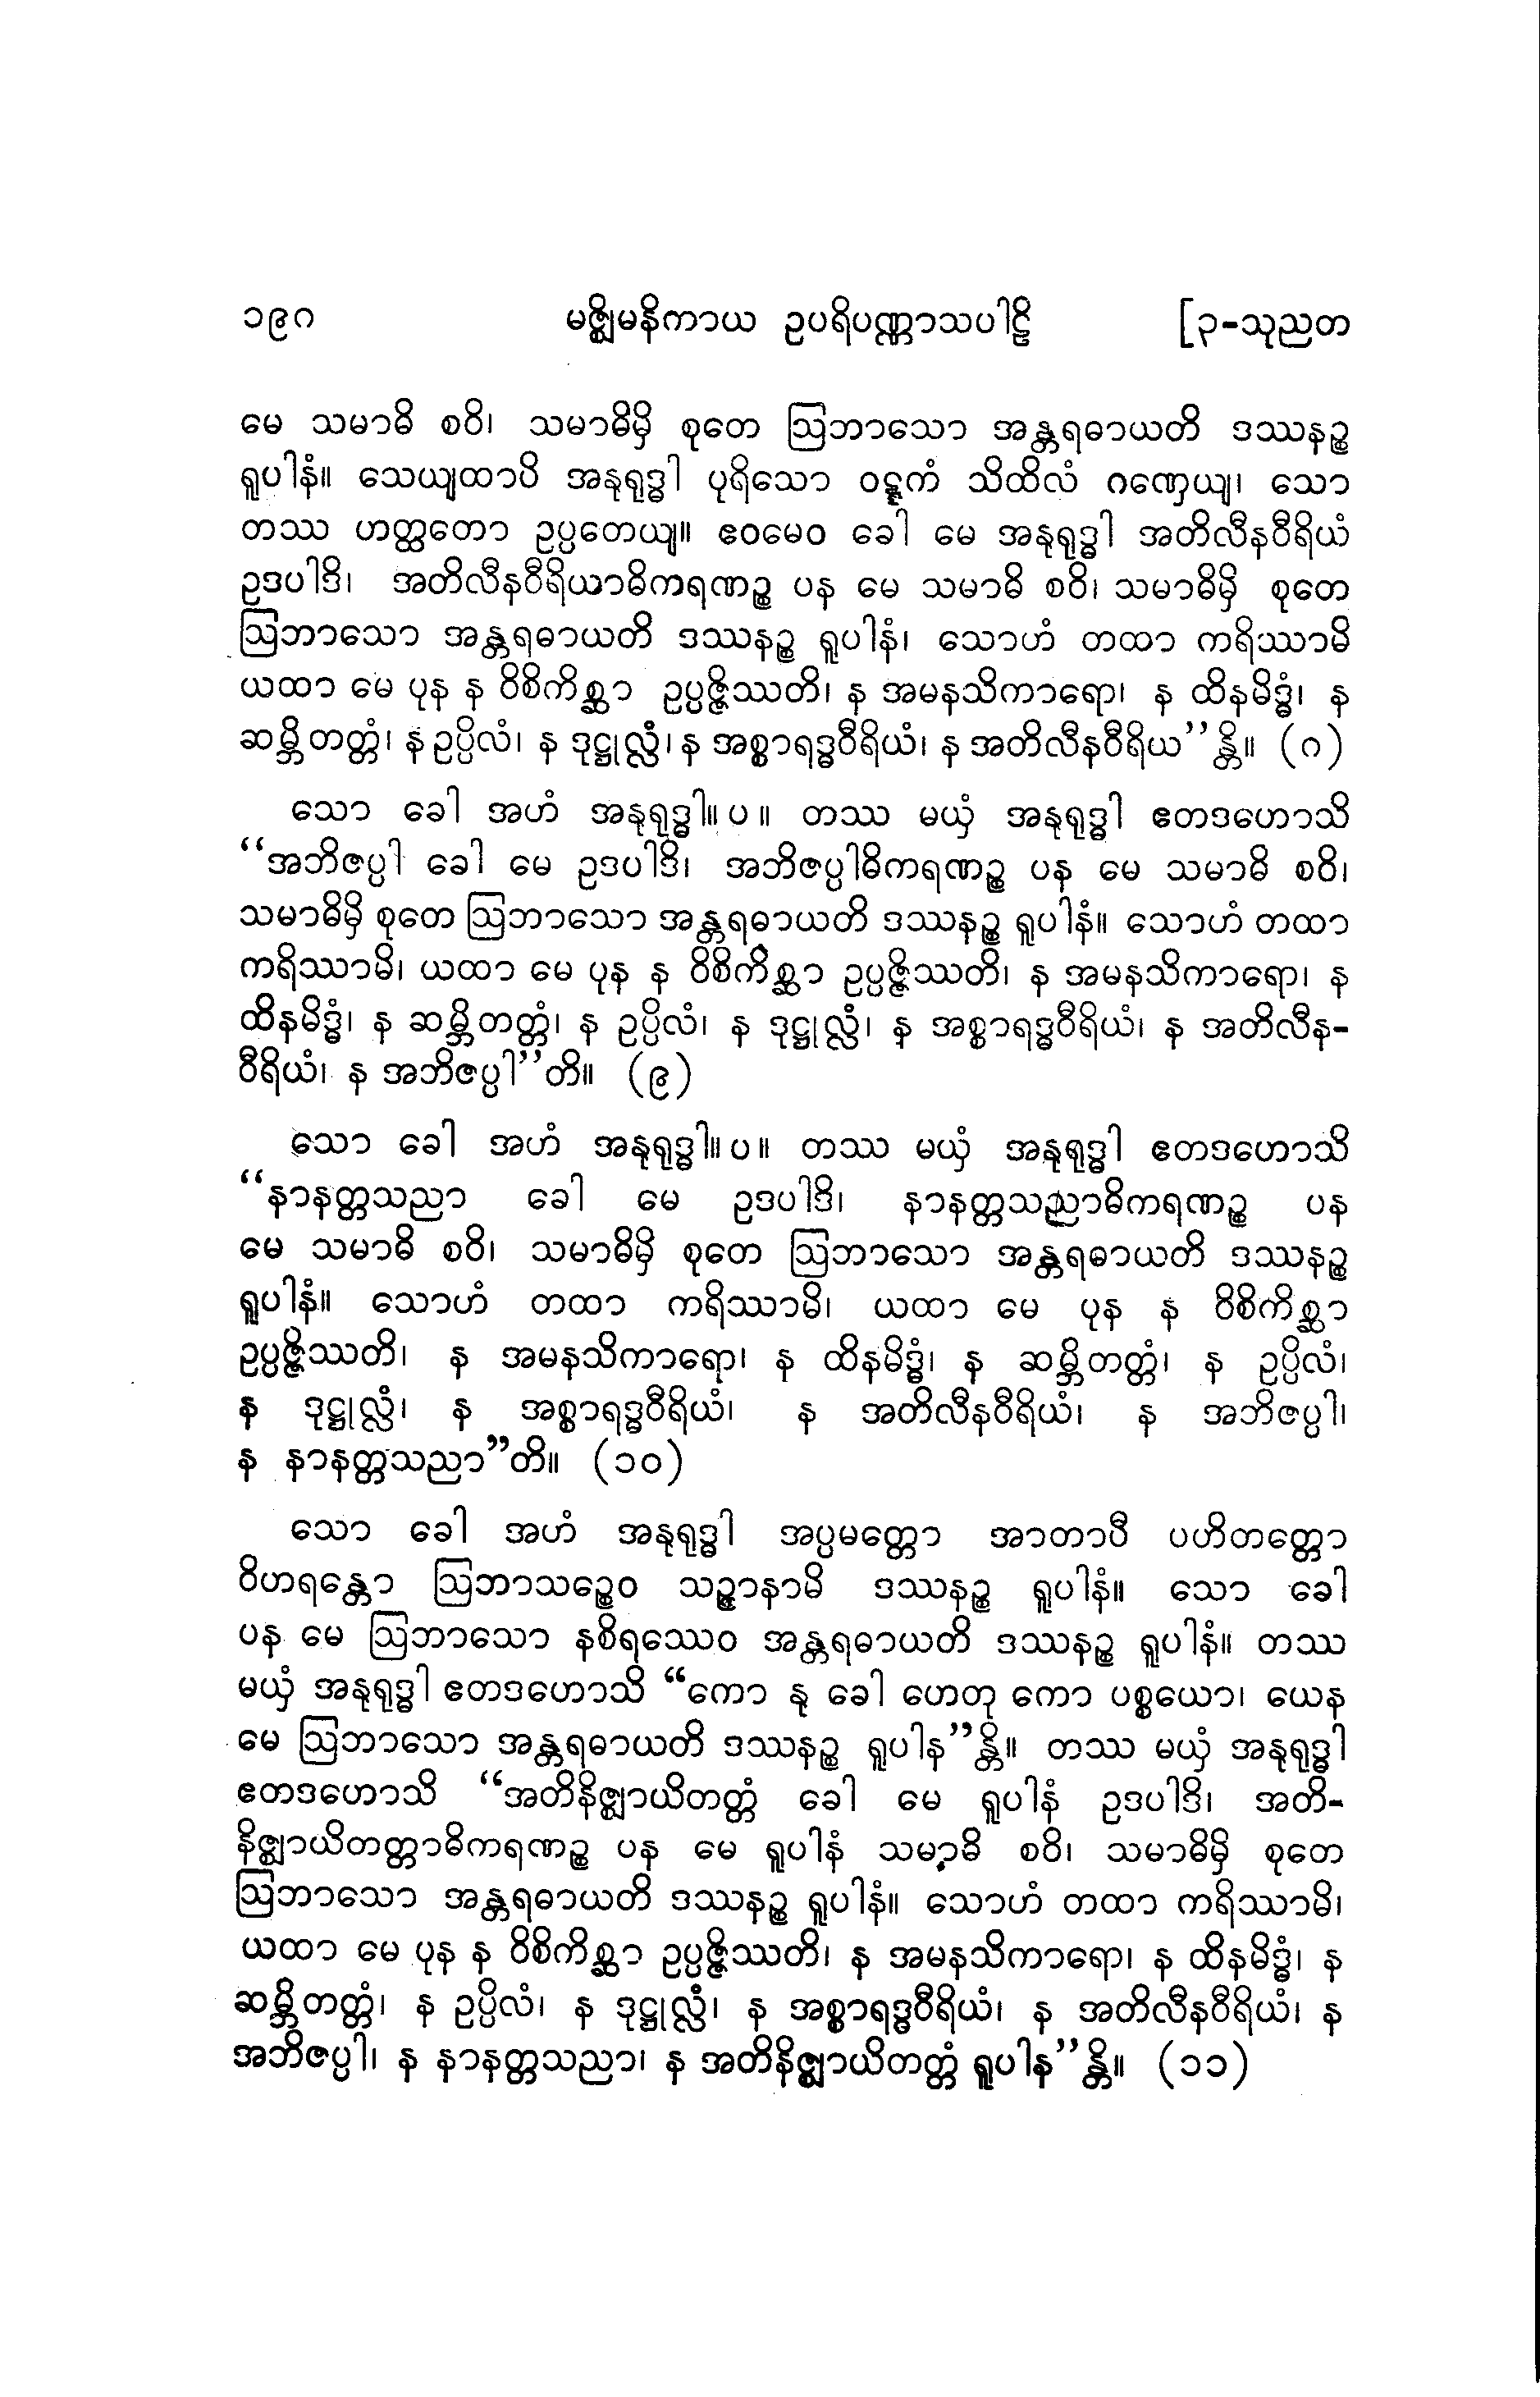 ၁၉ဂ မဇ္ဈိမနိကာယ ဥပရိပဏ္ဏာသပါဠိ [၃-သုညတ
မေ သမာဓိ စဝိ၊ သမာဓိမှိ စုတေ ဩဘာသော အန္တရဓာယတိ ဒဿနဉ္စ
ရူပါနံ။ သေယျထာပိ အနုရုဒ္ဓါ ပုရိသော ဝဋ္ဋကံ သိထိလံ ဂဏှေယျ၊ သော
တဿ ဟတ္ထတော ဥပ္ပတေယျ။ ဧဝမေဝ ခေါ မေ အနုရုဒ္ဓါ အတိလီနဝီရိယံ
ဥဒပါဒိ၊ အတိလီနဝီရိယာဓိကရဏဉ္စ ပန မေ သမာဓိ စဝိ၊ သမာဓိမှိ စုတေ
ဩဘာသော အန္တရဓာယတိ ဒဿနဉ္စ ရူပါနံ၊ သောဟံ တထာ ကရိဿာမိ
ယထာ မေ ပုန န ဝိစိကိစ္ဆာ ဥပ္ပဇ္ဇိဿတိ၊ န အမနသိကာရော၊ န ထိနမိဒ္ဓံ၊ န
ဆမ္ဘိတတ္တံ၊ န ဥပ္ပိလံ၊ န ဒုဋ္ဌုလ္လံ၊ န အစ္စာရဒ္ဓဝီရိယံ၊ န အတိလီနဝီရိယ’’န္တိ။ (ဂ)
သော ခေါ အဟံ အနုရုဒ္ဓါ။ပ။ တဿ မယှံ အနုရုဒ္ဓါ ဧတဒဟောသိ
‘‘အဘိဇပ္ပါ ခေါ မေ ဥဒပါဒိ၊ အဘိဇပ္ပါဓိကရဏဉ္စ ပန မေ သမာဓိ စဝိ၊
သမာဓိမှိ စုတေ ဩဘာသော အန္တရဓာယတိ ဒဿနဉ္စ ရူပါနံ။ သောဟံ တထာ
ကရိဿာမိ၊ ယထာ မေ ပုန န ဝိစိကိစ္ဆာ ဥပ္ပဇ္ဇိဿတိ၊ န အမနသိကာရော၊ န
ထိနမိဒ္ဓံ၊ န ဆမ္ဘိတတ္တံ၊ န ဥပ္ပိလံ၊ န ဒုဋ္ဌုလ္လံ၊ န အစ္စာရဒ္ဓဝီရိယံ၊ န အတိလီန-
ဝီရိယံ၊ န အဘိဇပ္ပါ’’တိ။ (၉)
သော ခေါ အဟံ အနုရုဒ္ဓါ။ပ။ တဿ မယှံ အနုရုဒ္ဓါ ဧတဒဟောသိ
‘‘နာနတ္တသညာ ခေါ မေ ဥဒပါဒိ၊ နာနတ္တသညာဓိကရဏဉ္စ ပန
မေ သမာဓိ စဝိ၊ သမာဓိမှိ စုတေ ဩဘာသော အန္တရဓာယတိ ဒဿနဉ္စ
ရူပါနံ။ သောဟံ တထာ ကရိဿာမိ၊ ယထာ မေ ပုန န ဝိစိကိစ္ဆာ
ဥပ္ပဇ္ဇိဿတိ၊ န အမနသိကာရော၊ န ထိနမိဒ္ဓံ၊ န ဆမ္ဘိတတ္တံ၊ န ဥပ္ပိလံ၊
န ဒုဋ္ဌုလ္လံ၊ န အစ္စာရဒ္ဓဝီရိယံ၊ န အတိလီနဝီရိယံ၊ န အဘိဇပ္ပါ၊
န နာနတ္တသညာ’’တိ။ (၁၀)
သော ခေါ အဟံ အနုရုဒ္ဓါ အပ္ပမတ္တော အာတာပီ ပဟိတတ္တော
ဝိဟရန္တော ဩဘာသဉ္စေဝ သဉ္ဇာနာမိ ဒဿနဉ္စ ရူပါနံ။ သော ခေါ
ပန မေ ဩဘာသော နစိရဿေဝ အန္တရဓာယတိ ဒဿနဉ္စ ရူပါနံ။ တဿ
မယှံ အနုရုဒ္ဓါ ဧတဒဟောသိ ‘‘ကော နု ခေါ ဟေတု ကော ပစ္စယော၊ ယေန
မေ ဩဘာသော အန္တရဓာယတိ ဒဿနဉ္စ ရူပါန’’န္တိ။ တဿ မယှံ အနုရုဒ္ဓါ
ဧတဒဟောသိ ‘‘အတိနိဇ္ဈာယိတတ္တံ ခေါ မေ ရူပါနံ ဥဒပါဒိ၊ အတိ-
နိဇ္ဈာယိတတ္တာဓိကရဏဉ္စ ပန မေ ရူပါနံ သမာဓိ စဝိ၊ သမာဓိမှိ စုတေ
ဩဘာသော အန္တရဓာယတိ ဒဿနဉ္စ ရူပါနံ။ သောဟံ တထာ ကရိဿာမိ၊
ယထာ မေ ပုန န ဝိစိကိစ္ဆာ ဥပ္ပဇ္ဇိဿတိ၊ န အမနသိကာရော၊ န ထိနမိဒ္ဓံ၊ န
ဆမ္ဘိတတ္တံ၊ န ဥပ္ပိလံ၊ န ဒုဋ္ဌုလ္လံ၊ န အစ္စာရဒ္ဓဝီရိယံ၊ န အတိလီနဝီရိယံ၊ န
အဘိဇပ္ပါ၊ န နာနတ္တသညာ၊ န အတိနိဇ္ဈာယိတတ္တံ ရူပါန’’န္တိ။ (၁၁)